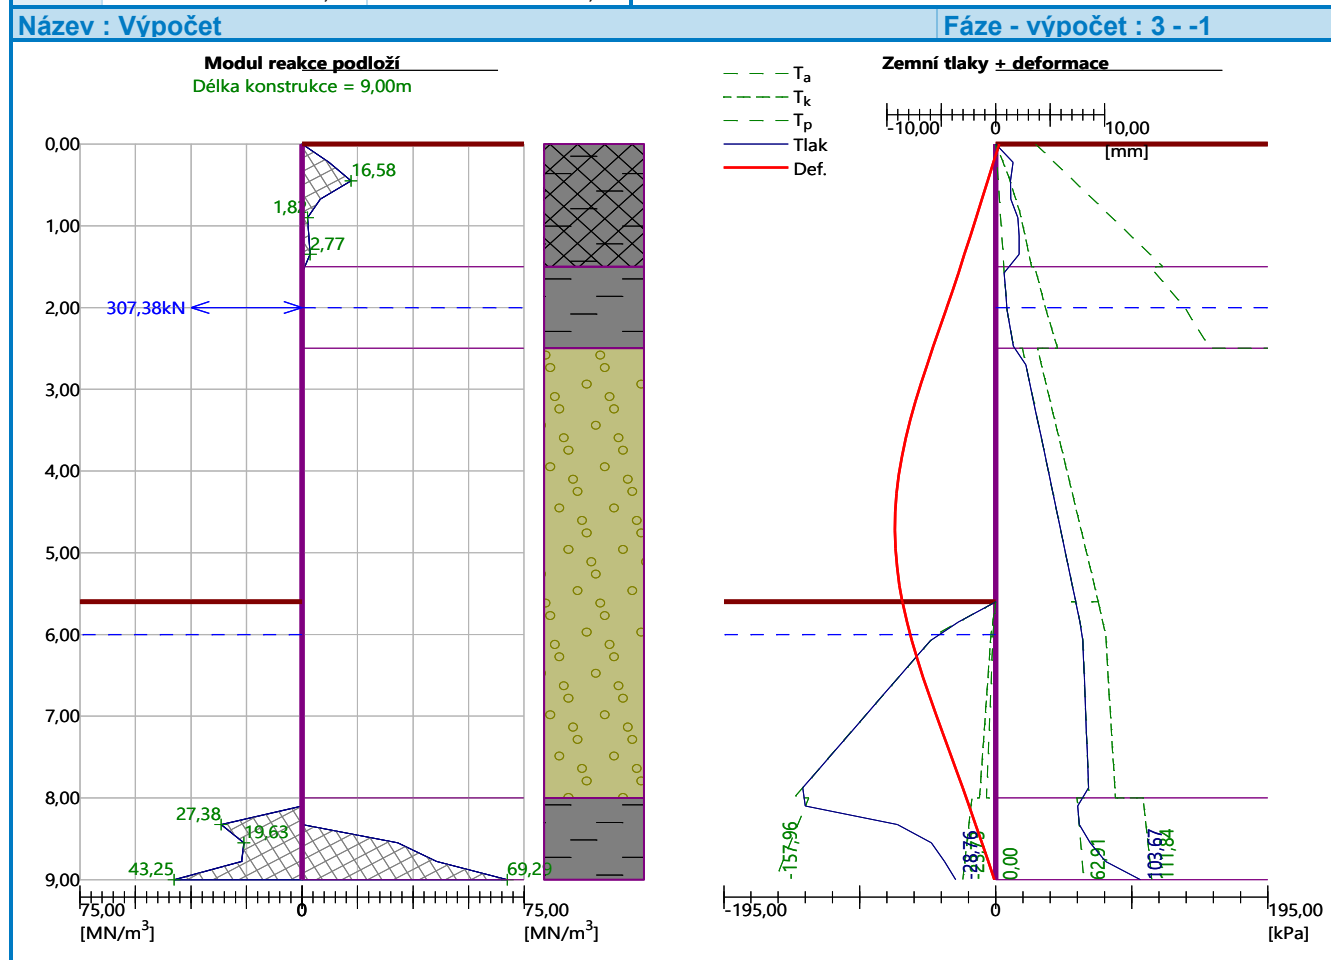 Název : Výpočet
Fáze - výpočet : 3 - -1
Modul reakce podloží
Délka konstrukce = 9,00m
0,00
1,00
2,00
3,00
4,00
5,00
6,00
7,00
8,00
9,00
16,58
1,82
2,77
307,38kN
27,38
19,63
43,25
69,29
75,00
0
75,00
[MN/m³]
[MN/m³]
Zemní tlaky + deformace
Ta
Tk
Tp
Tlak
Def.
-10,00
0
10,00
[mm]
-157,96
-28,76
0,00
62,91
103,67
111,84
-195,00
0
195,00
[kPa]